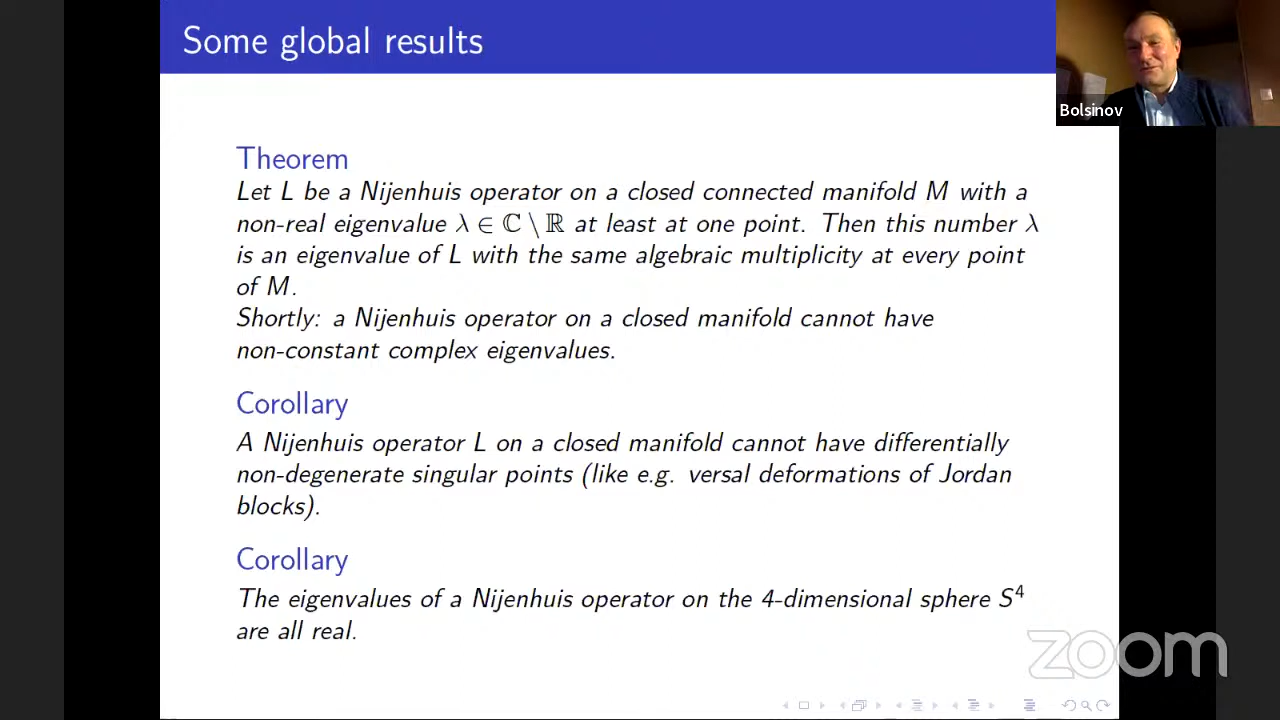 Some global results
Bolsinov
Theorem
Let L be a Nijenhuis operator on a closed connected manifold M with a
non-real eigenvalue λ ∈ ℂ \ ℝ at least at one point. Then this number λ
is an eigenvalue of L with the same algebraic multiplicity at every point
of M.
Shortly: a Nijenhuis operator on a closed manifold cannot have
non-constant complex eigenvalues.
Corollary
A Nijenhuis operator L on a closed manifold cannot have differentially
non-degenerate singular points (like e.g. versal deformations of Jordan
blocks).
Corollary
The eigenvalues of a Nijenhuis operator on the 4-dimensional sphere S⁴
are all real.
zoom